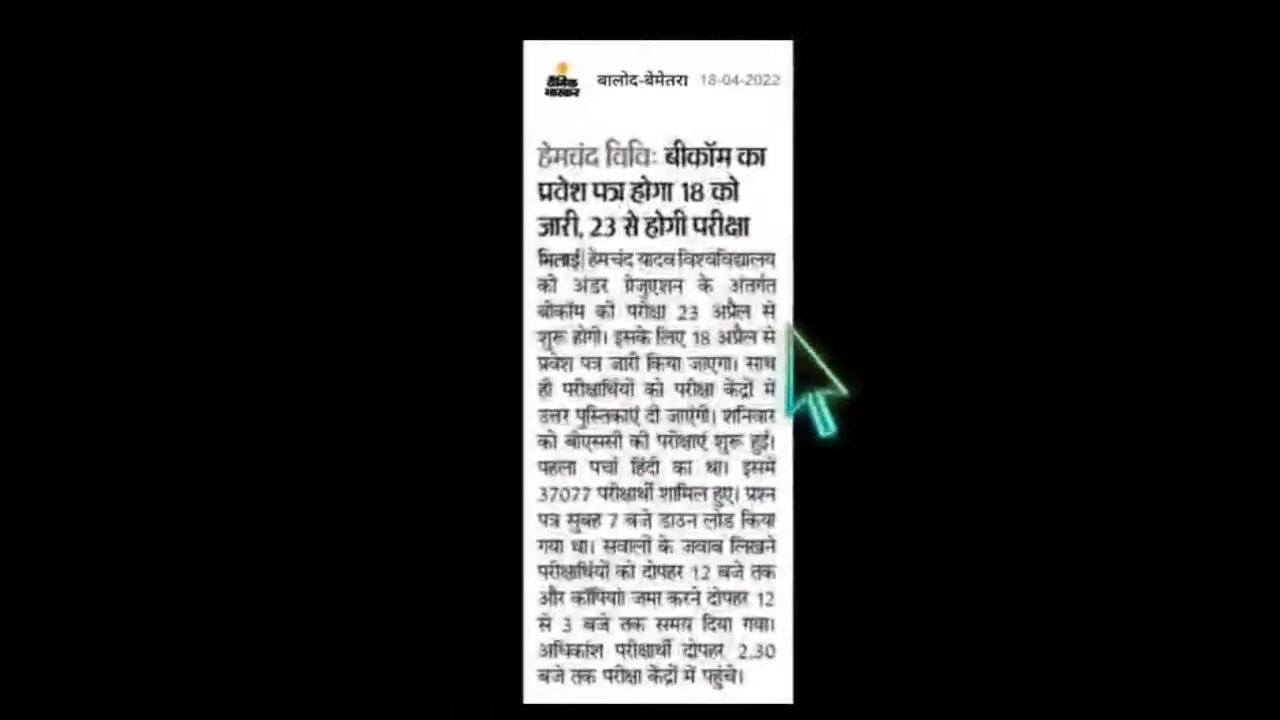 दैनिक
भास्कर
बालोद-बेमेतरा 18-04-2022
हेमचंद विवि: बीकॉम का
प्रवेश पत्र होगा 18 को
जारी, 23 से होगी परीक्षा
भिलाई| हेमचंद यादव विश्वविद्यालय
की अंडर ग्रेजुएशन के अंतर्गत
बीकॉम की परीक्षा 23 अप्रैल से
शुरू होगी। इसके लिए 18 अप्रैल से
प्रवेश पत्र जारी किया जाएगा। साथ
ही परीक्षार्थियों को परीक्षा केंद्रों में
उत्तर पुस्तिकाएं दी जाएंगी। शनिवार
को बीएससी की परीक्षाएं शुरू हुई।
पहला पर्चा हिंदी का था। इसमें
37077 परीक्षार्थी शामिल हुए। प्रश्न
पत्र सुबह 7 बजे डाउन लोड किया
गया था। सवालों के जवाब लिखने
परीक्षार्थियों को दोपहर 12 बजे तक
और कॉपियां जमा करने दोपहर 12
से 3 बजे तक समय दिया गया।
अधिकांश परीक्षार्थी दोपहर 2.30
बजे तक परीक्षा केंद्रों में पहुंचे।